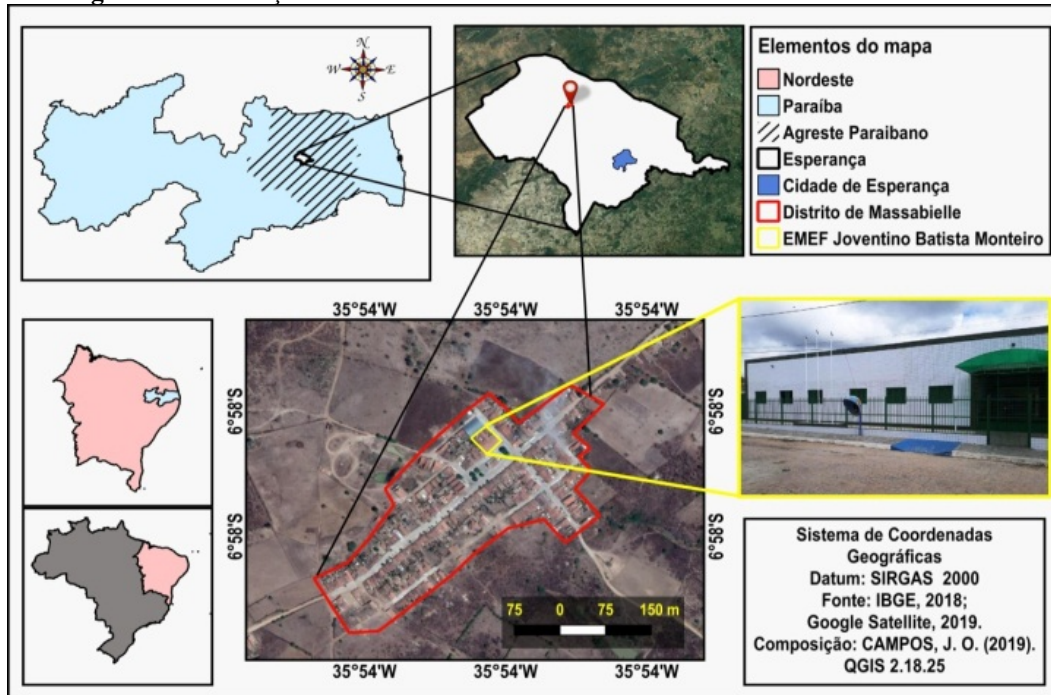 N
W E
S
Elementos do mapa
Nordeste
Paraíba
Agreste Paraibano
Esperança
Cidade de Esperança
Distrito de Massabielle
EMEF Joventino Batista Monteiro
35°54'W 35°54'W 35°54'W
6°58'S 6°58'S
6°58'S 6°58'S
75 0 75 150 m
35°54'W 35°54'W 35°54'W
Sistema de Coordenadas
Geográficas
Datum: SIRGAS 2000
Fonte: IBGE, 2018;
Google Satellite, 2019.
Composição: CAMPOS, J. O. (2019).
QGIS 2.18.25